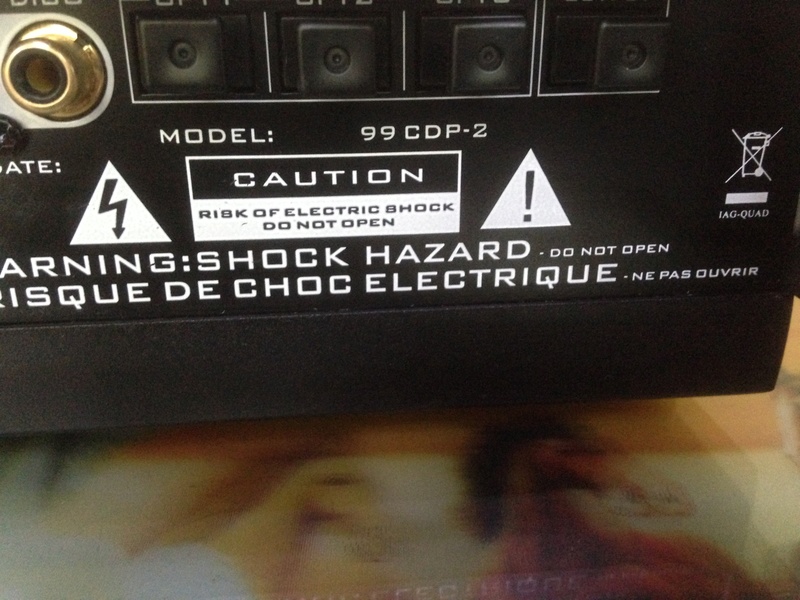 MODEL: 99 CDP-2
CAUTION
RISK OF ELECTRIC SHOCK
DO NOT OPEN
IAG-QUAD
ARNING:SHOCK HAZARD - DO NOT OPEN
RISQUE DE CHOC ELECTRIQUE - NE PAS OUVRIR